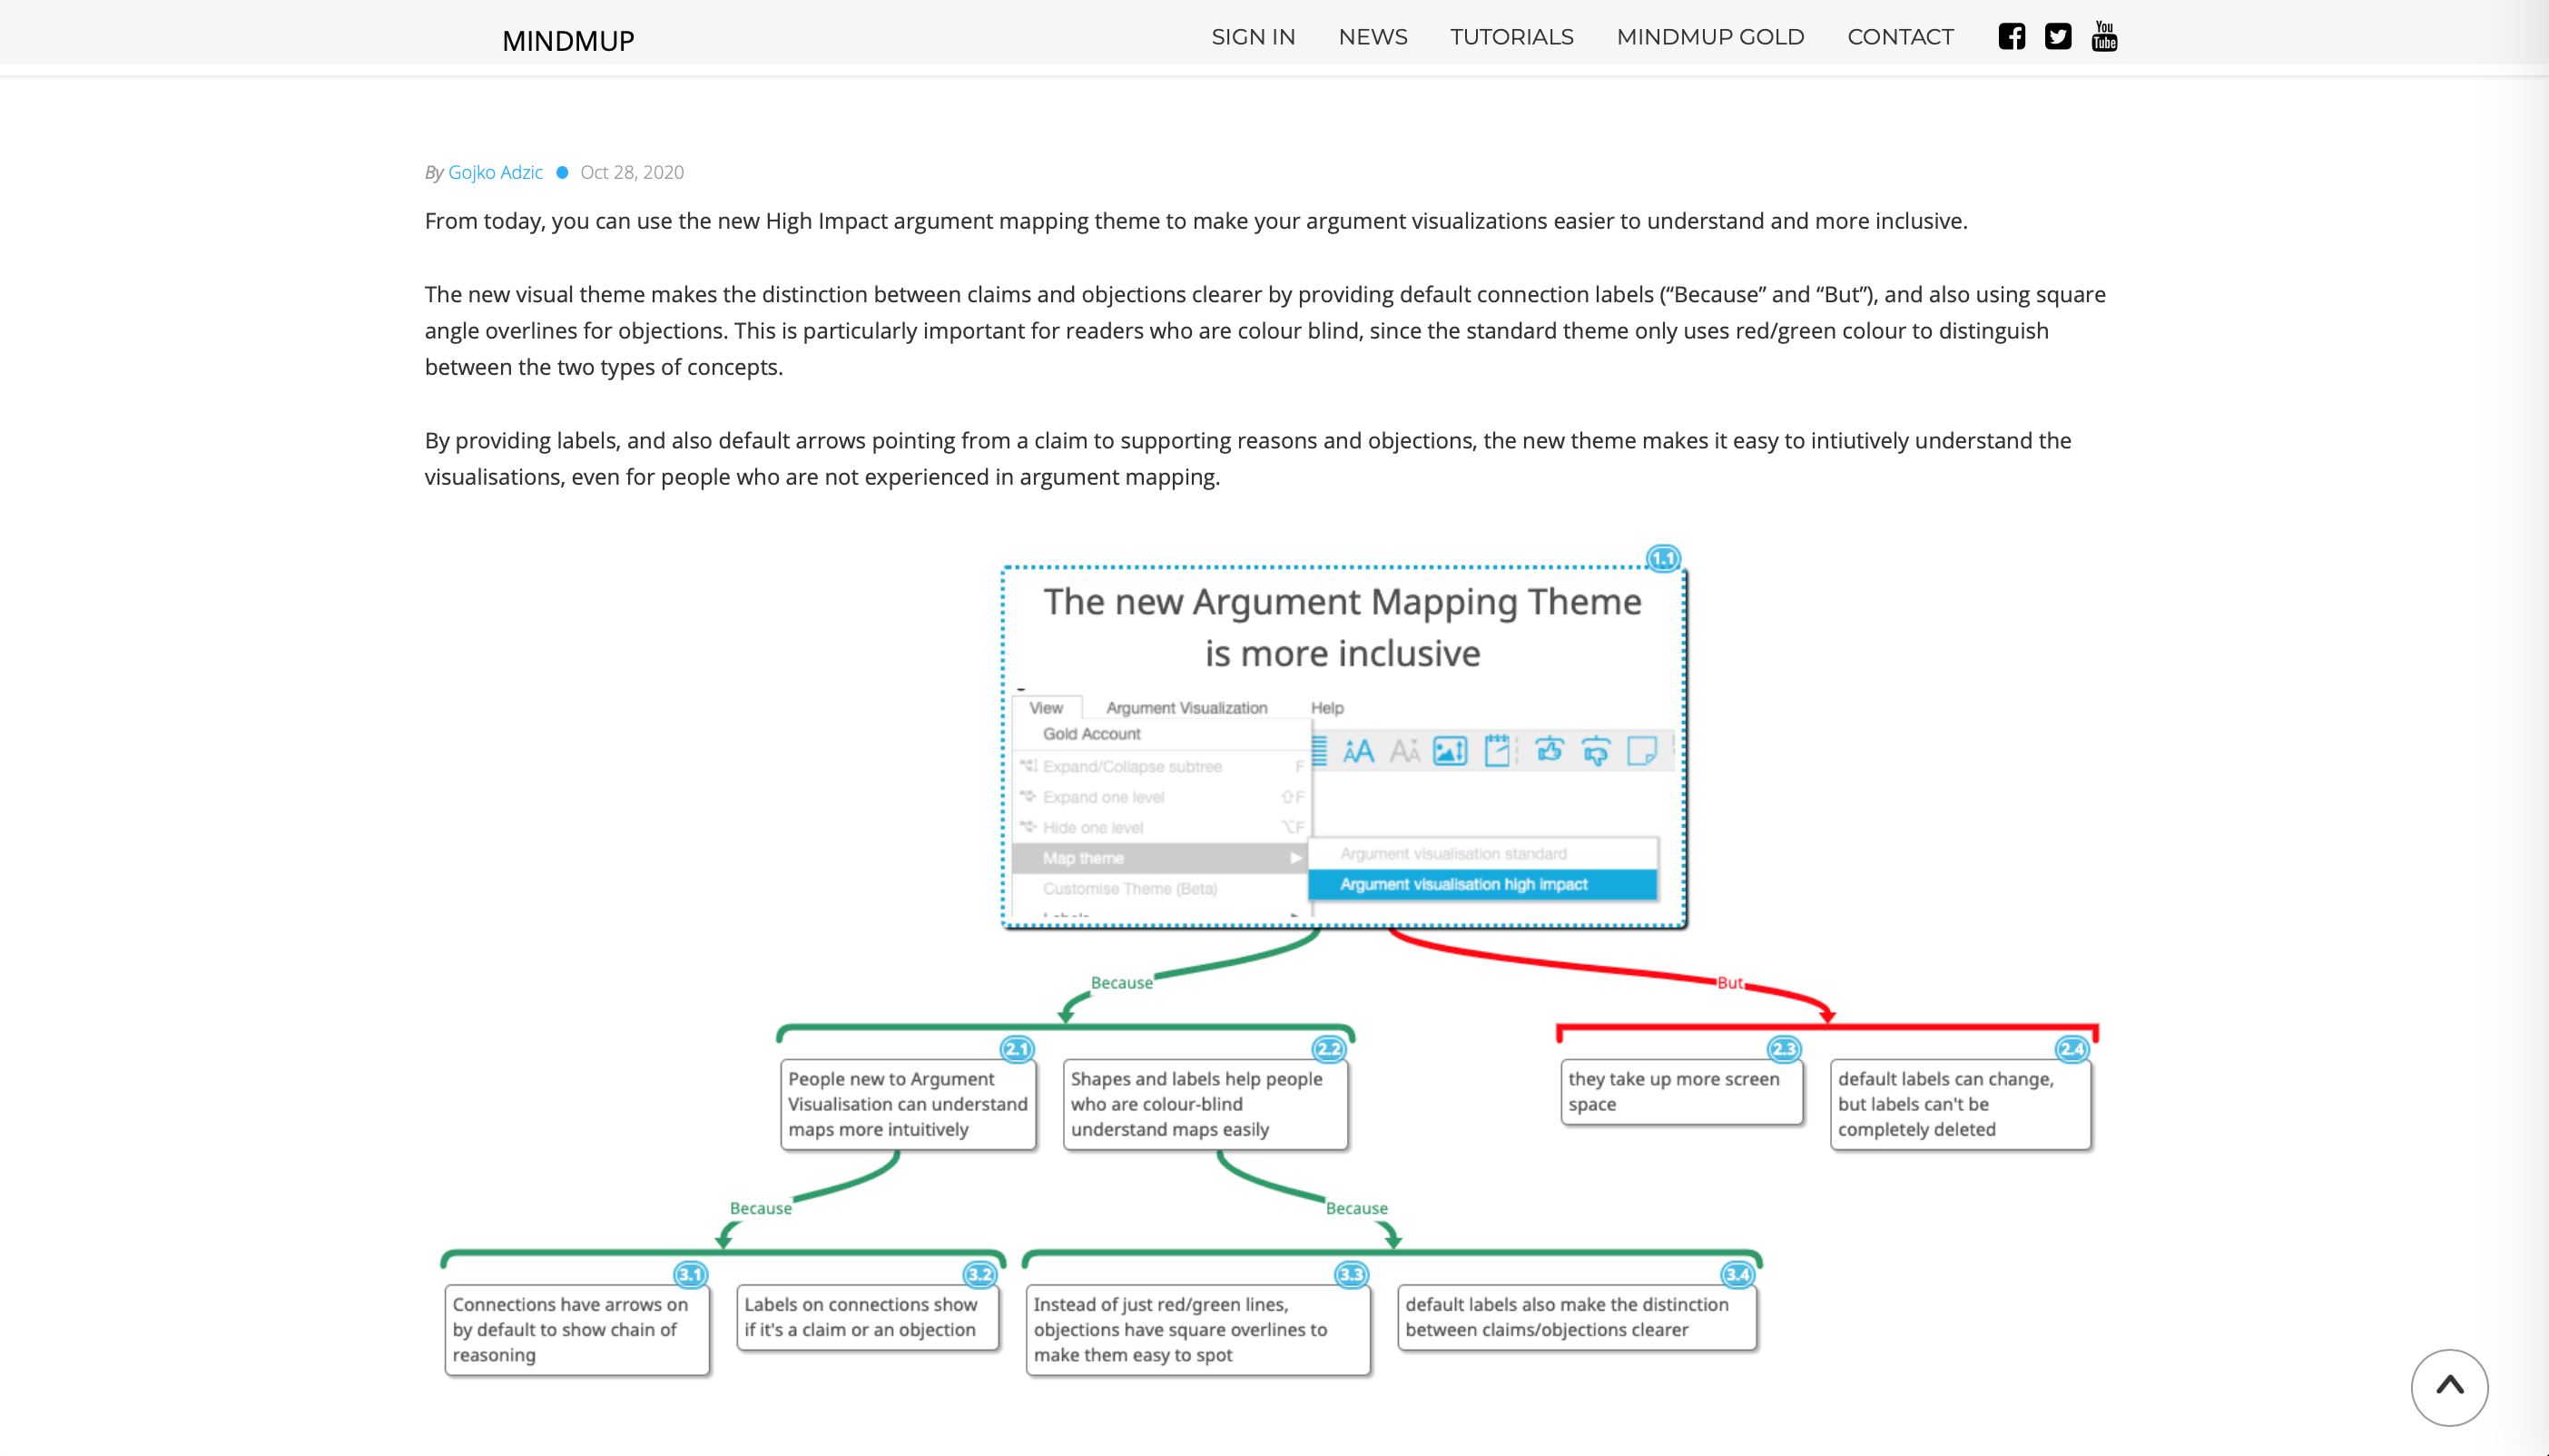 MINDMUP
SIGN IN
NEWS
TUTORIALS
MINDMUP GOLD
CONTACT
You
Tube
By Gojko Adzic ● Oct 28, 2020
From today, you can use the new High Impact argument mapping theme to make your argument visualizations easier to understand and more inclusive.
The new visual theme makes the distinction between claims and objections clearer by providing default connection labels (“Because” and “But”), and also using square
angle overlines for objections. This is particularly important for readers who are colour blind, since the standard theme only uses red/green colour to distinguish
between the two types of concepts.
By providing labels, and also default arrows pointing from a claim to supporting reasons and objections, the new theme makes it easy to intiutively understand the
visualisations, even for people who are not experienced in argument mapping.
1.1
The new Argument Mapping Theme
is more inclusive
View
Argument Visualization
Help
Gold Account
Expand/Collapse subtree F
Expand one level ⇧F
Hide one level ⌥F
Map theme ▶
Argument visualisation standard
Argument visualisation high impact
Customise Theme (Beta)
Because
But
2.1
People new to Argument
Visualisation can understand
maps more intuitively
2.2
Shapes and labels help people
who are colour-blind
understand maps easily
2.3
they take up more screen
space
2.4
default labels can change,
but labels can't be
completely deleted
Because
Because
3.1
Connections have arrows on
by default to show chain of
reasoning
3.2
Labels on connections show
if it's a claim or an objection
3.3
Instead of just red/green lines,
objections have square overlines to
make them easy to spot
3.4
default labels also make the distinction
between claims/objections clearer